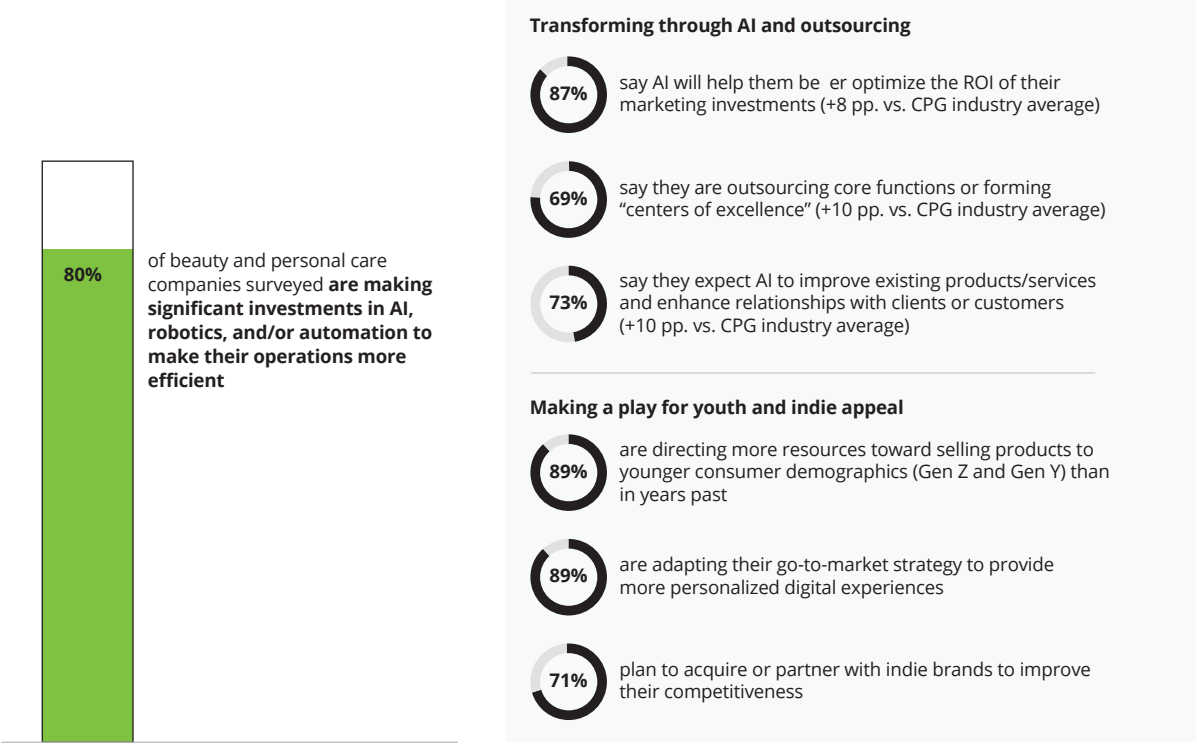 80%
of beauty and personal care
companies surveyed are making
significant investments in AI,
robotics, and/or automation to
make their operations more
efficient
Transforming through AI and outsourcing
87%
say AI will help them be er optimize the ROI of their
marketing investments (+8 pp. vs. CPG industry average)
69%
say they are outsourcing core functions or forming
“centers of excellence” (+10 pp. vs. CPG industry average)
73%
say they expect AI to improve existing products/services
and enhance relationships with clients or customers
(+10 pp. vs. CPG industry average)
Making a play for youth and indie appeal
89%
are directing more resources toward selling products to
younger consumer demographics (Gen Z and Gen Y) than
in years past
89%
are adapting their go-to-market strategy to provide
more personalized digital experiences
71%
plan to acquire or partner with indie brands to improve
their competitiveness